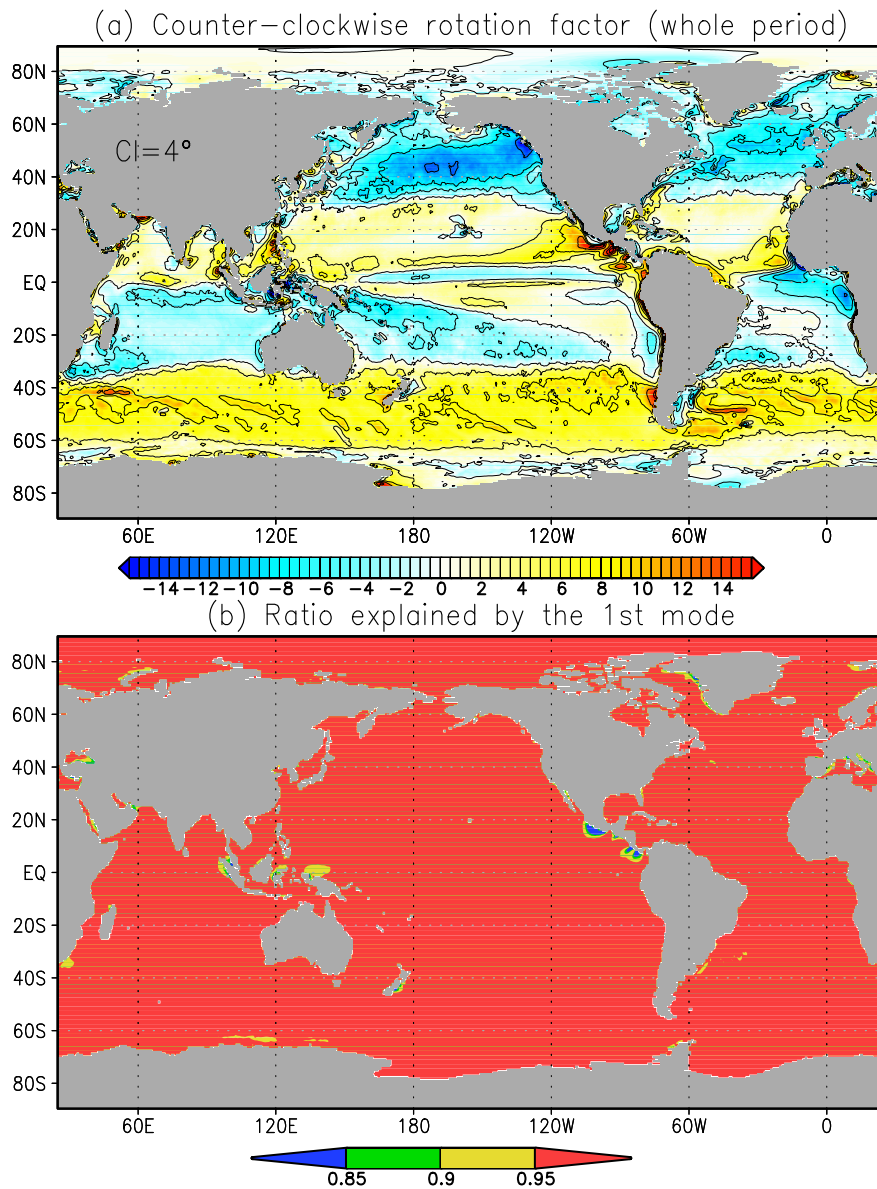 (a) Counter-clockwise rotation factor (whole period)
80N
60N
CI=4°
40N
20N
EQ
20S
40S
60S
80S
60E 120E 180 120W 60W 0
-14 -12 -10 -8 -6 -4 -2 0 2 4 6 8 10 12 14
(b) Ratio explained by the 1st mode
80N
60N
40N
20N
EQ
20S
40S
60S
80S
60E 120E 180 120W 60W 0
0.85 0.9 0.95